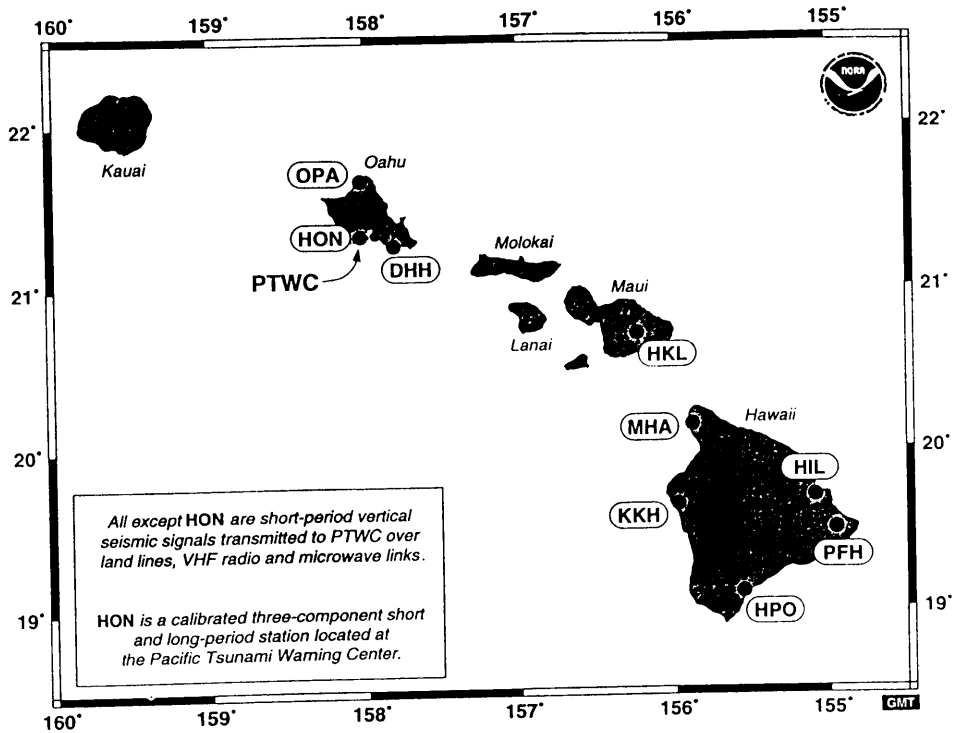 160° 159° 158° 157° 156° 155°
NOAA
22° 22°
Kauai
Oahu
OPA
HON
DHH
PTWC
Molokai
21° 21°
Maui
Lanai
HKL
Hawaii
MHA
20° 20°
HIL
KKH
PFH
HPO
19° 19°
All except HON are short-period vertical
seismic signals transmitted to PTWC over
land lines, VHF radio and microwave links.
HON is a calibrated three-component short
and long-period station located at
the Pacific Tsunami Warning Center.
160° 159° 158° 157° 156° 155°
GMT